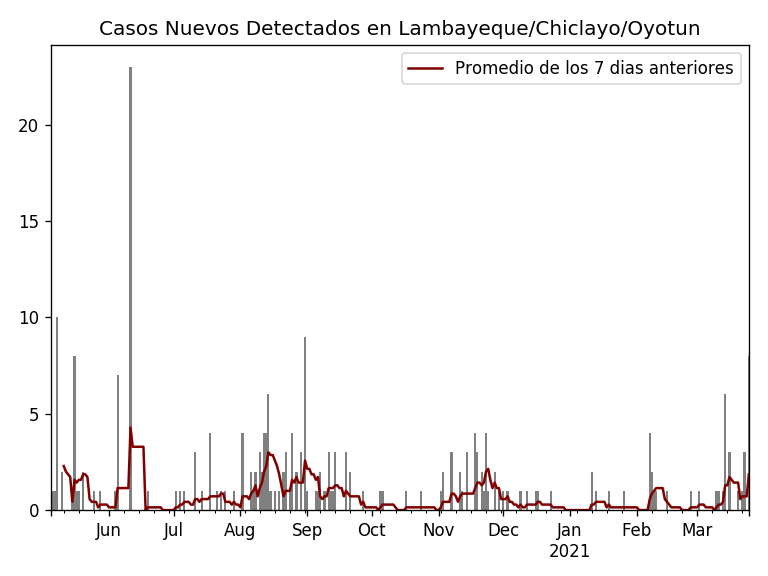 Casos Nuevos Detectados en Lambayeque/Chiclayo/Oyotun
Promedio de los 7 dias anteriores
20
15
10
5
0
Jun Jul Aug Sep Oct Nov Dec Jan Feb Mar
2021